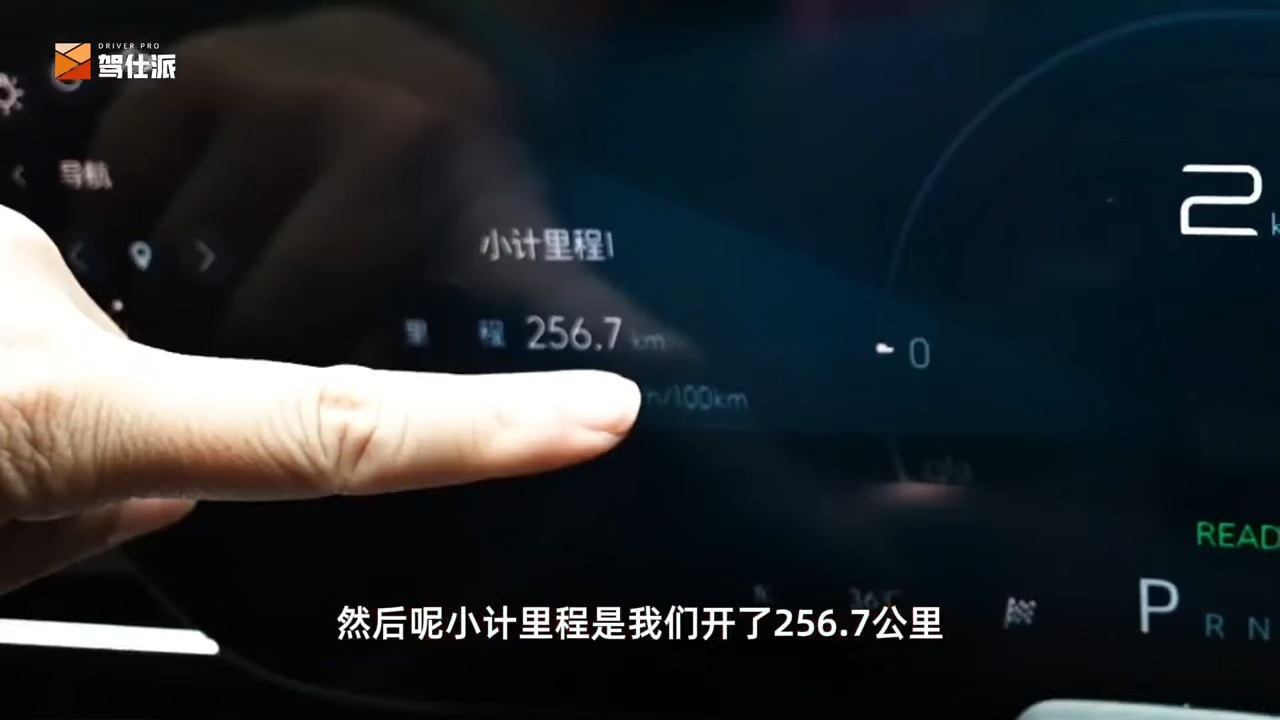 DRIVER PRO
驾仕派
导航
2
小计里程1
里 程 256.7 km
0
h/100km
READ
P R N
然后呢小计里程是我们开了256.7公里